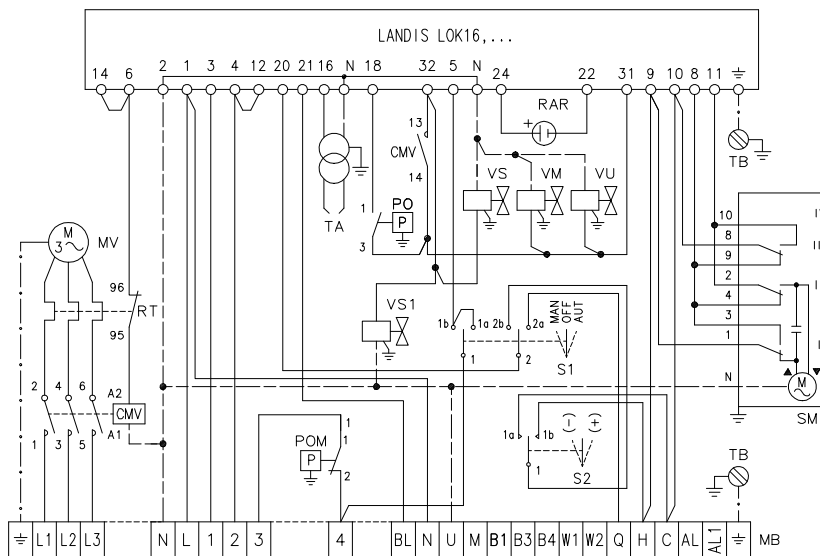 LANDIS LOK16,...
14 6 2 1 3 4 12 20 21 16 N 18 32 5 N 24 22 31 9 10 8 11
RAR
+
13
CMV
14
TB
VS VM VU
1 PO
P
3
TA
10
8
9
2
4
3
1
N
II
I
M
3
MV
96
RT
95
VS1
1b 1a 2b 2a
MAN
OFF
AUT
1 2
S1
M
SM
2 4 6 A2
CMV
1 3 5 A1
1
1
POM
P
2
1a 1b
(-) (+)
1
S2
TB
L1 L2 L3 N L 1 2 3 4 BL N U M B1 B3 B4 W1 W2 Q H C AL AL1 MB